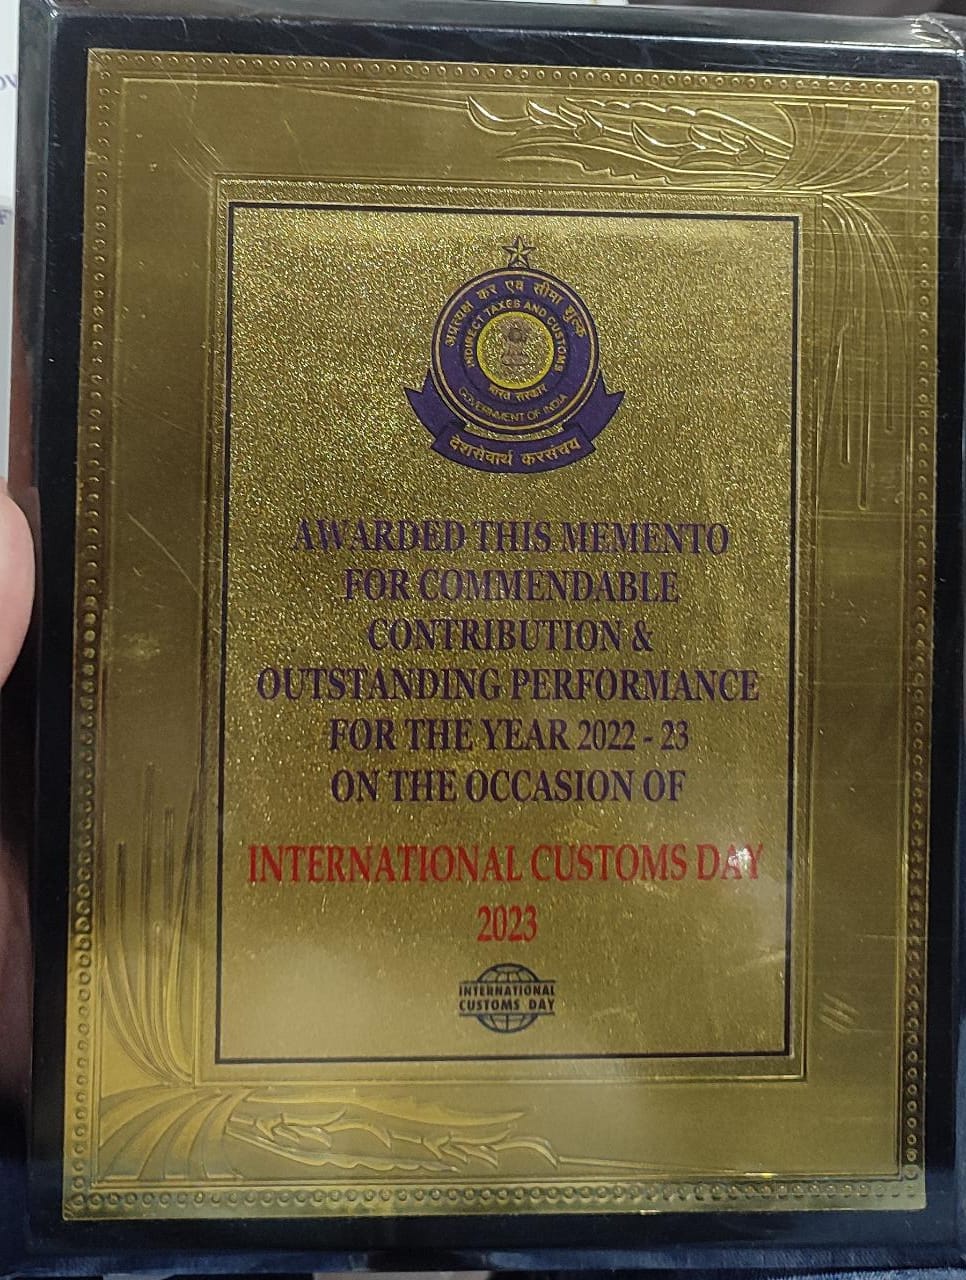 अप्रत्यक्ष कर एवं सीमा शुल्क
INDIRECT TAXES AND CUSTOMS
भारत सरकार
GOVERNMENT OF INDIA
देशसेवार्थ करसंचय
AWARDED THIS MEMENTO
FOR COMMENDABLE
CONTRIBUTION &
OUTSTANDING PERFORMANCE
FOR THE YEAR 2022 - 23
ON THE OCCASION OF
INTERNATIONAL CUSTOMS DAY
2023
INTERNATIONAL
CUSTOMS DAY